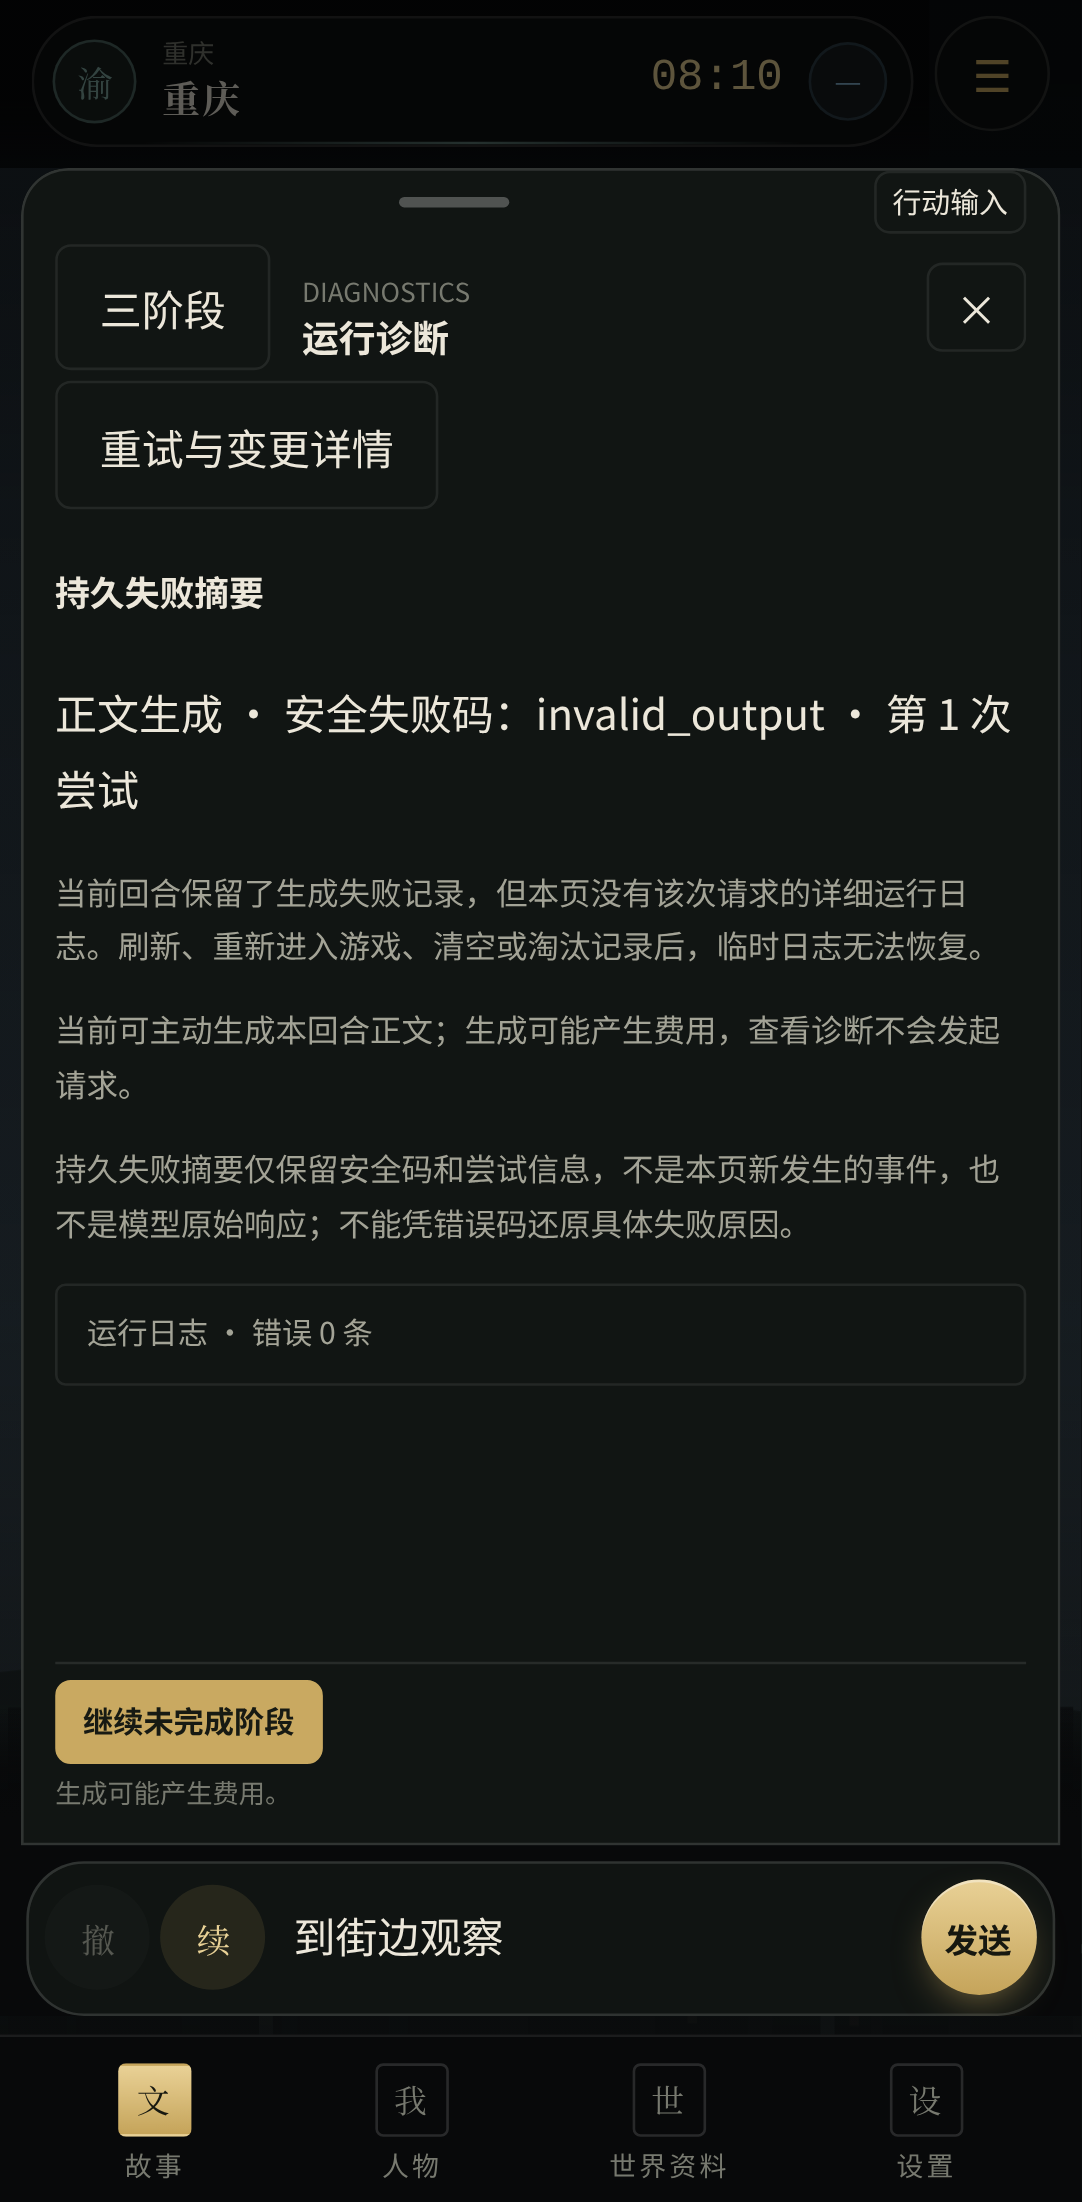 渝
重庆
重庆
08:10
—
行动输入
三阶段
DIAGNOSTICS
运行诊断
×
重试与变更详情
持久失败摘要
正文生成 · 安全失败码：invalid_output · 第 1 次
尝试
当前回合保留了生成失败记录，但本页没有该次请求的详细运行日
志。刷新、重新进入游戏、清空或淘汰记录后，临时日志无法恢复。
当前可主动生成本回合正文；生成可能产生费用，查看诊断不会发起
请求。
持久失败摘要仅保留安全码和尝试信息，不是本页新发生的事件，也
不是模型原始响应；不能凭错误码还原具体失败原因。
运行日志 · 错误 0 条
继续未完成阶段
生成可能产生费用。
撤
续
到街边观察
发送
文
我
世
设
故事
人物
世界资料
设置